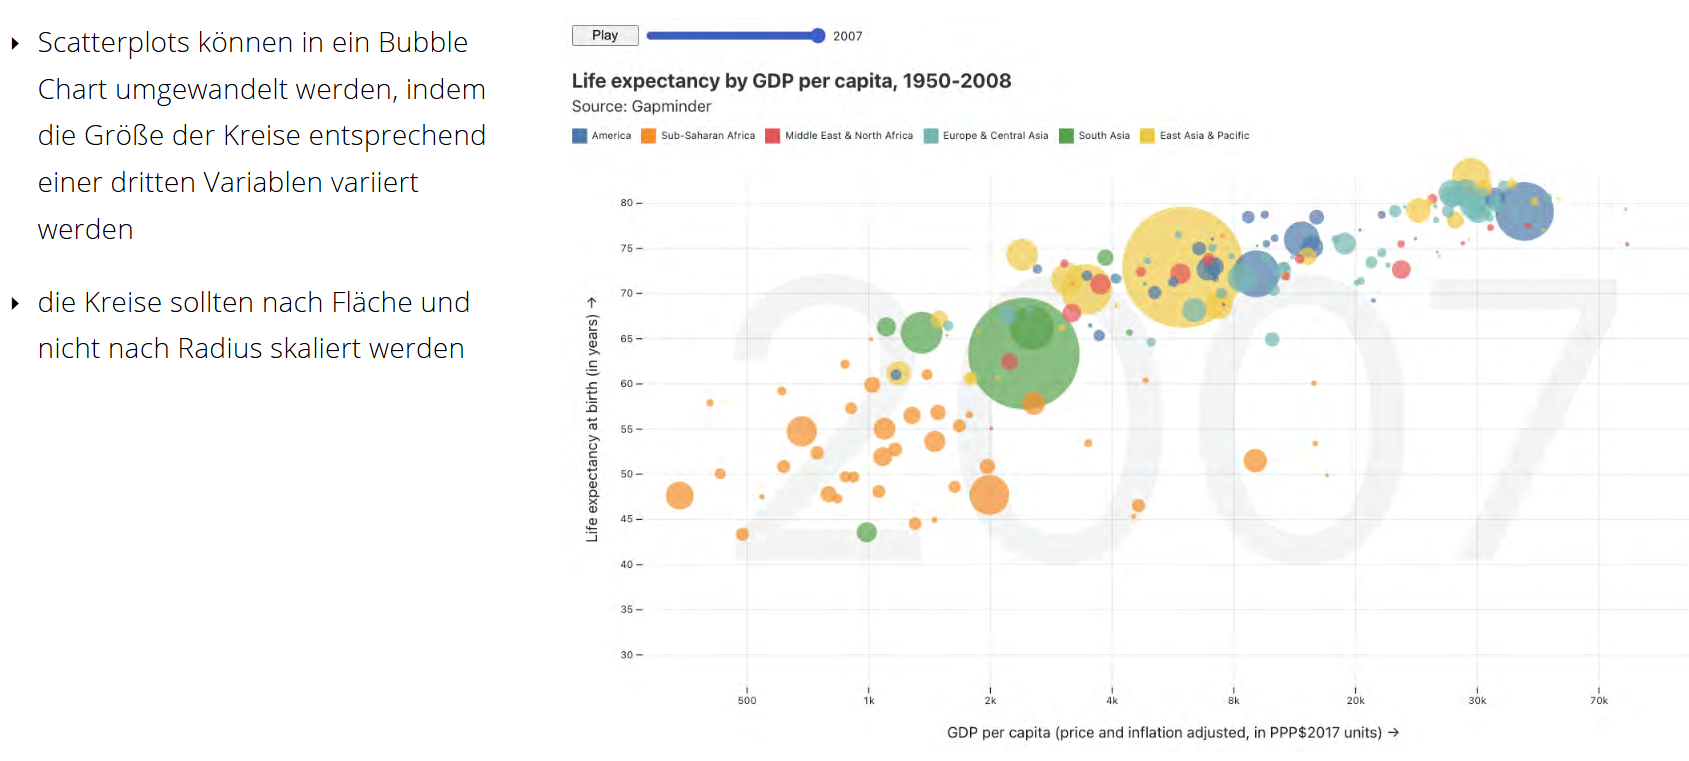 Scatterplots können in ein Bubble
Chart umgewandelt werden, indem
die Größe der Kreise entsprechend
einer dritten Variablen variiert
werden
die Kreise sollten nach Fläche und
nicht nach Radius skaliert werden
Play 2007
Life expectancy by GDP per capita, 1950-2008
Source: Gapminder
America Sub-Saharan Africa Middle East & North Africa Europe & Central Asia South Asia East Asia & Pacific
2007
Life expectancy at birth (in years) →
80
75
70
65
60
55
50
45
40
35
30
500 1k 2k 4k 8k 20k 30k 70k
GDP per capita (price and inflation adjusted, in PPP$2017 units) →